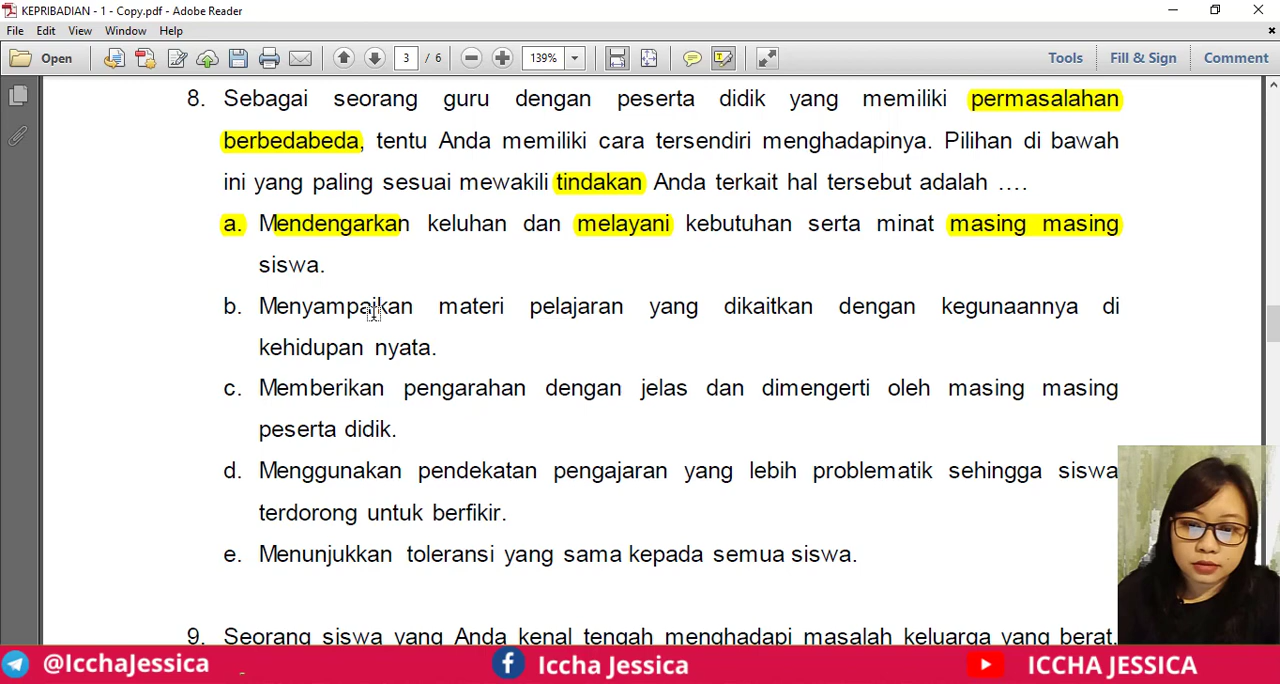 KEPRIBADIAN - 1 - Copy.pdf - Adobe Reader
File Edit View Window Help
Open 3 / 6 139% Tools Fill & Sign Comment
8. Sebagai seorang guru dengan peserta didik yang memiliki permasalahan
berbedabeda, tentu Anda memiliki cara tersendiri menghadapinya. Pilihan di bawah
ini yang paling sesuai mewakili tindakan Anda terkait hal tersebut adalah ....
a. Mendengarkan keluhan dan melayani kebutuhan serta minat masing masing
siswa.
b. Menyampaikan materi pelajaran yang dikaitkan dengan kegunaannya di
kehidupan nyata.
c. Memberikan pengarahan dengan jelas dan dimengerti oleh masing masing
peserta didik.
d. Menggunakan pendekatan pengajaran yang lebih problematik sehingga siswa
terdorong untuk berfikir.
e. Menunjukkan toleransi yang sama kepada semua siswa.
9. Seorang siswa yang Anda kenal tengah menghadapi masalah keluarga yang berat.
@IcchaJessica Iccha Jessica ICCHA JESSICA